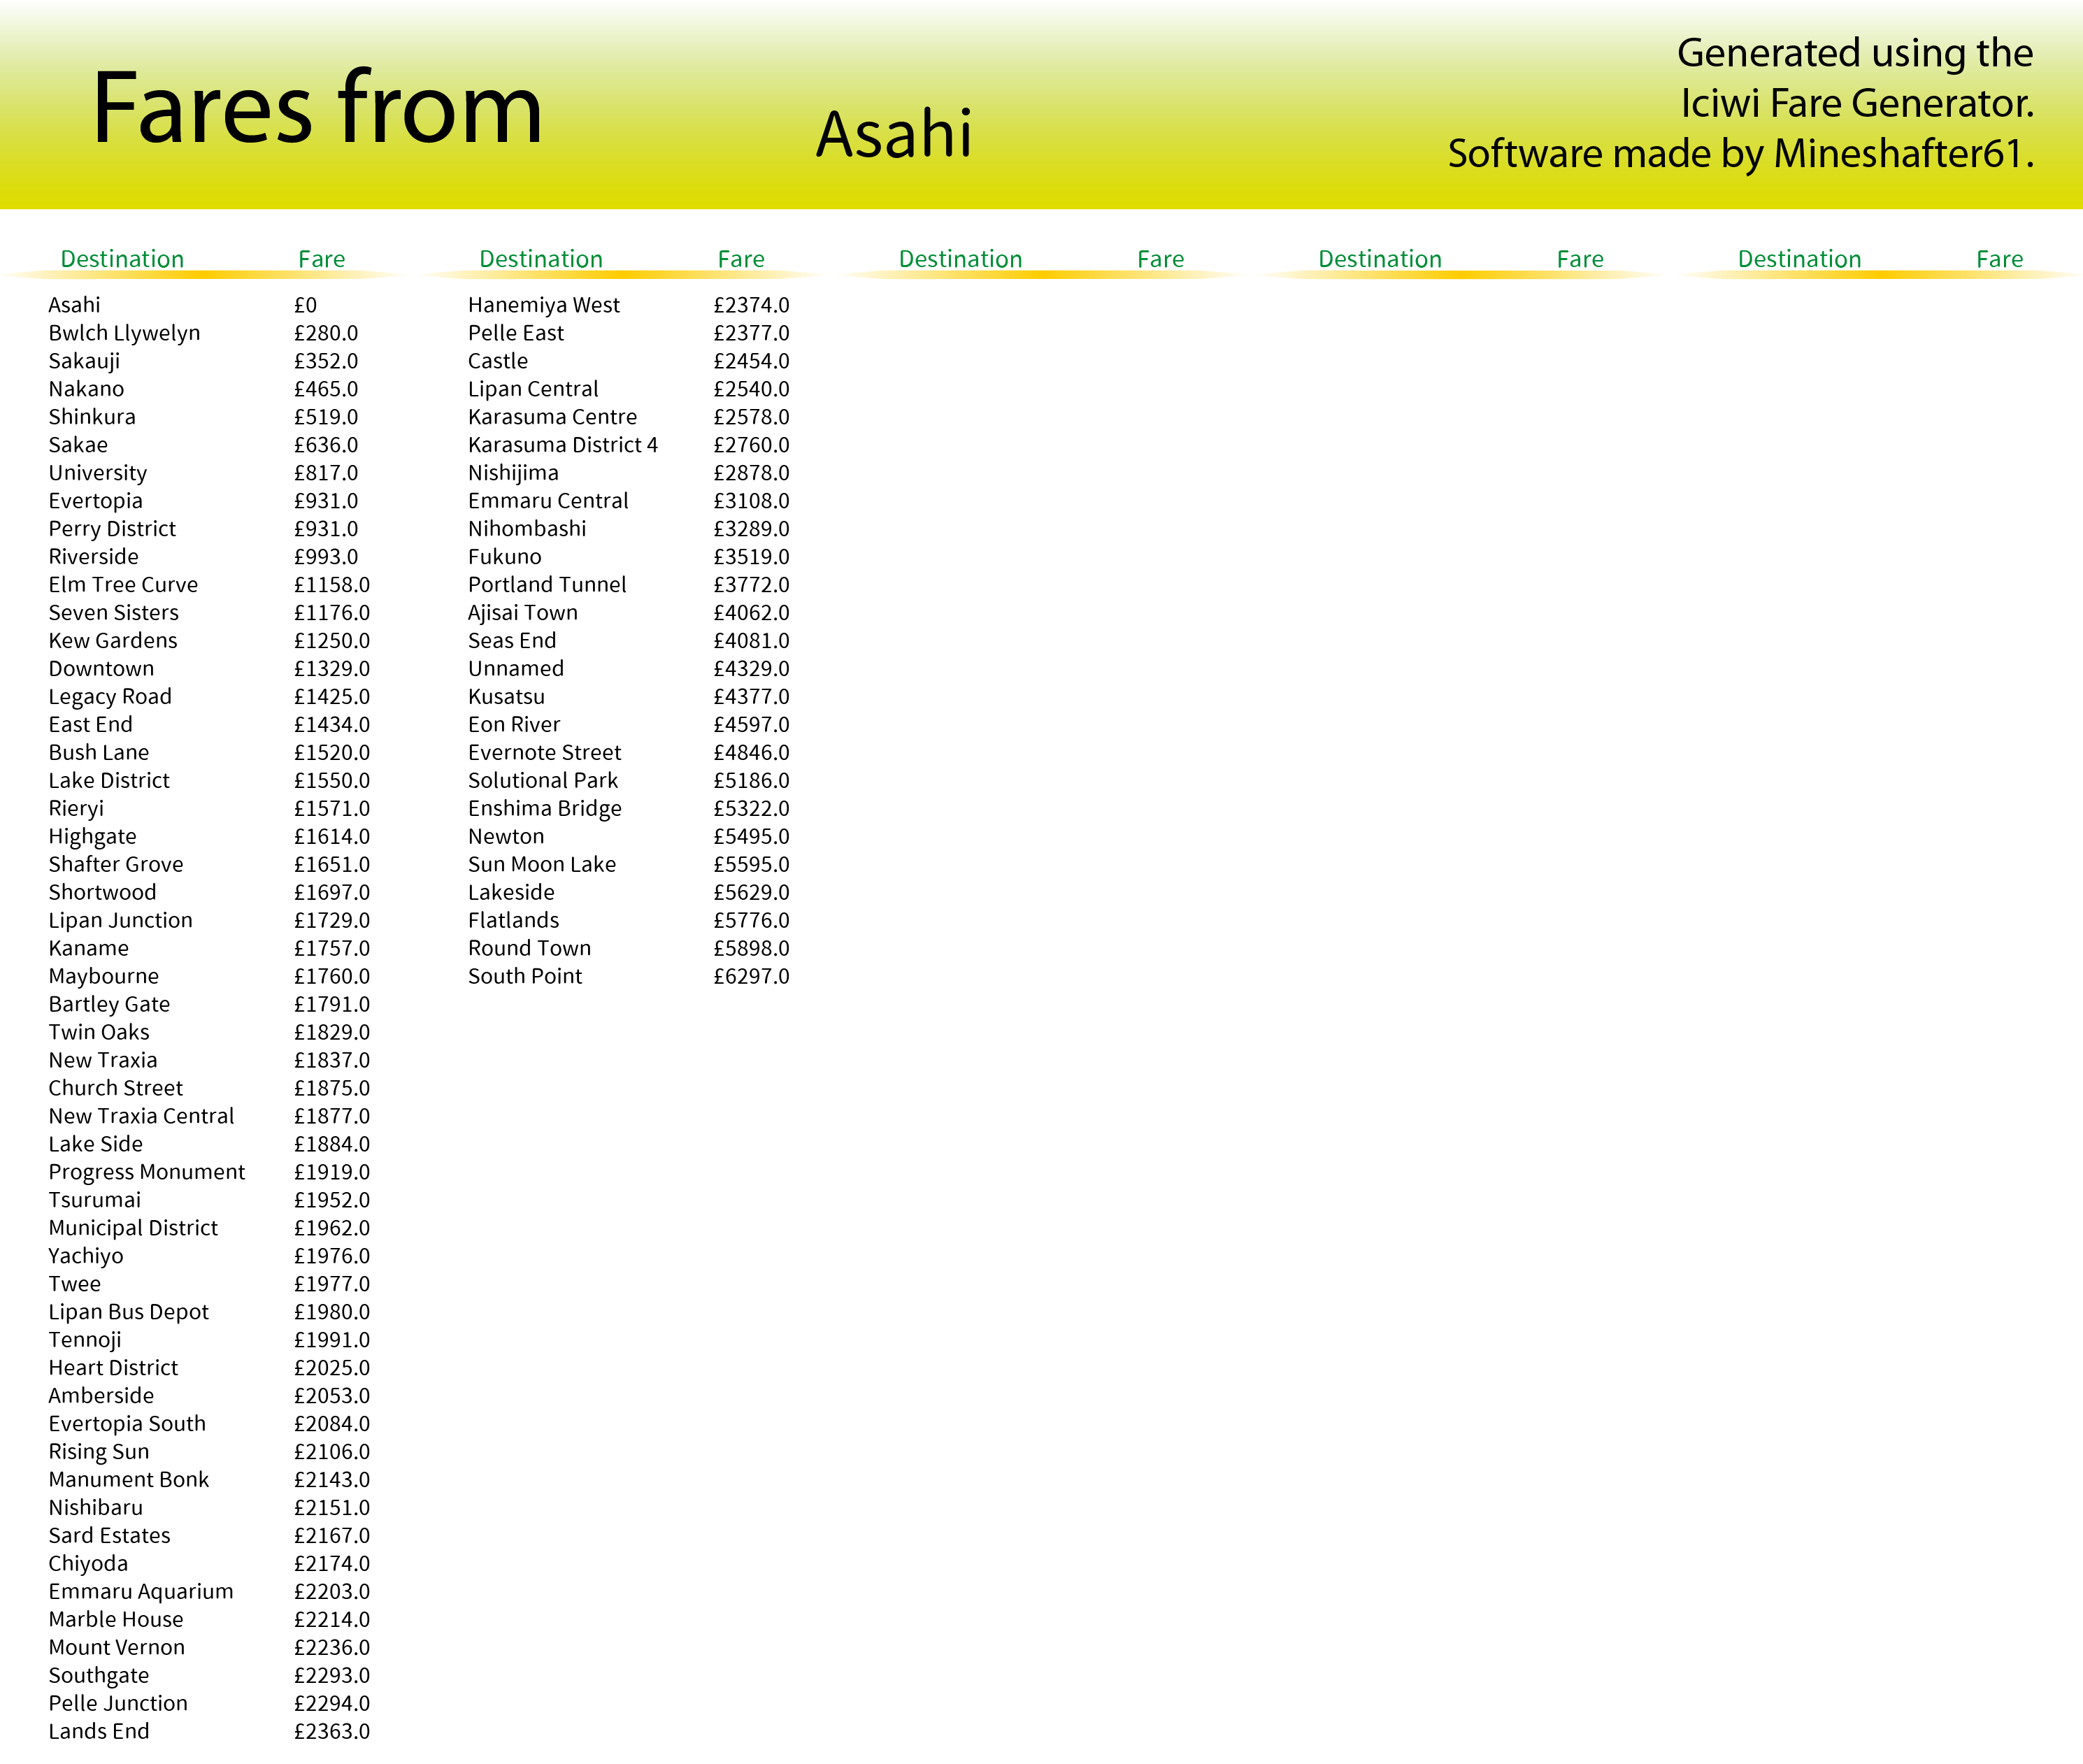 Fares from
Asahi
Generated using the
Iciwi Fare Generator.
Software made by Mineshafter61.
Destination Fare Destination Fare Destination Fare Destination Fare Destination Fare
Asahi £0
Bwlch Llywelyn £280.0
Sakauji £352.0
Nakano £465.0
Shinkura £519.0
Sakae £636.0
University £817.0
Evertopia £931.0
Perry District £931.0
Riverside £993.0
Elm Tree Curve £1158.0
Seven Sisters £1176.0
Kew Gardens £1250.0
Downtown £1329.0
Legacy Road £1425.0
East End £1434.0
Bush Lane £1520.0
Lake District £1550.0
Rieryi £1571.0
Highgate £1614.0
Shafter Grove £1651.0
Shortwood £1697.0
Lipan Junction £1729.0
Kaname £1757.0
Maybourne £1760.0
Bartley Gate £1791.0
Twin Oaks £1829.0
New Traxia £1837.0
Church Street £1875.0
New Traxia Central £1877.0
Lake Side £1884.0
Progress Monument £1919.0
Tsurumai £1952.0
Municipal District £1962.0
Yachiyo £1976.0
Twee £1977.0
Lipan Bus Depot £1980.0
Tennoji £1991.0
Heart District £2025.0
Amberside £2053.0
Evertopia South £2084.0
Rising Sun £2106.0
Manument Bonk £2143.0
Nishibaru £2151.0
Sard Estates £2167.0
Chiyoda £2174.0
Emmaru Aquarium £2203.0
Marble House £2214.0
Mount Vernon £2236.0
Southgate £2293.0
Pelle Junction £2294.0
Lands End £2363.0
Hanemiya West £2374.0
Pelle East £2377.0
Castle £2454.0
Lipan Central £2540.0
Karasuma Centre £2578.0
Karasuma District 4 £2760.0
Nishijima £2878.0
Emmaru Central £3108.0
Nihombashi £3289.0
Fukuno £3519.0
Portland Tunnel £3772.0
Ajisai Town £4062.0
Seas End £4081.0
Unnamed £4329.0
Kusatsu £4377.0
Eon River £4597.0
Evernote Street £4846.0
Solutional Park £5186.0
Enshima Bridge £5322.0
Newton £5495.0
Sun Moon Lake £5595.0
Lakeside £5629.0
Flatlands £5776.0
Round Town £5898.0
South Point £6297.0